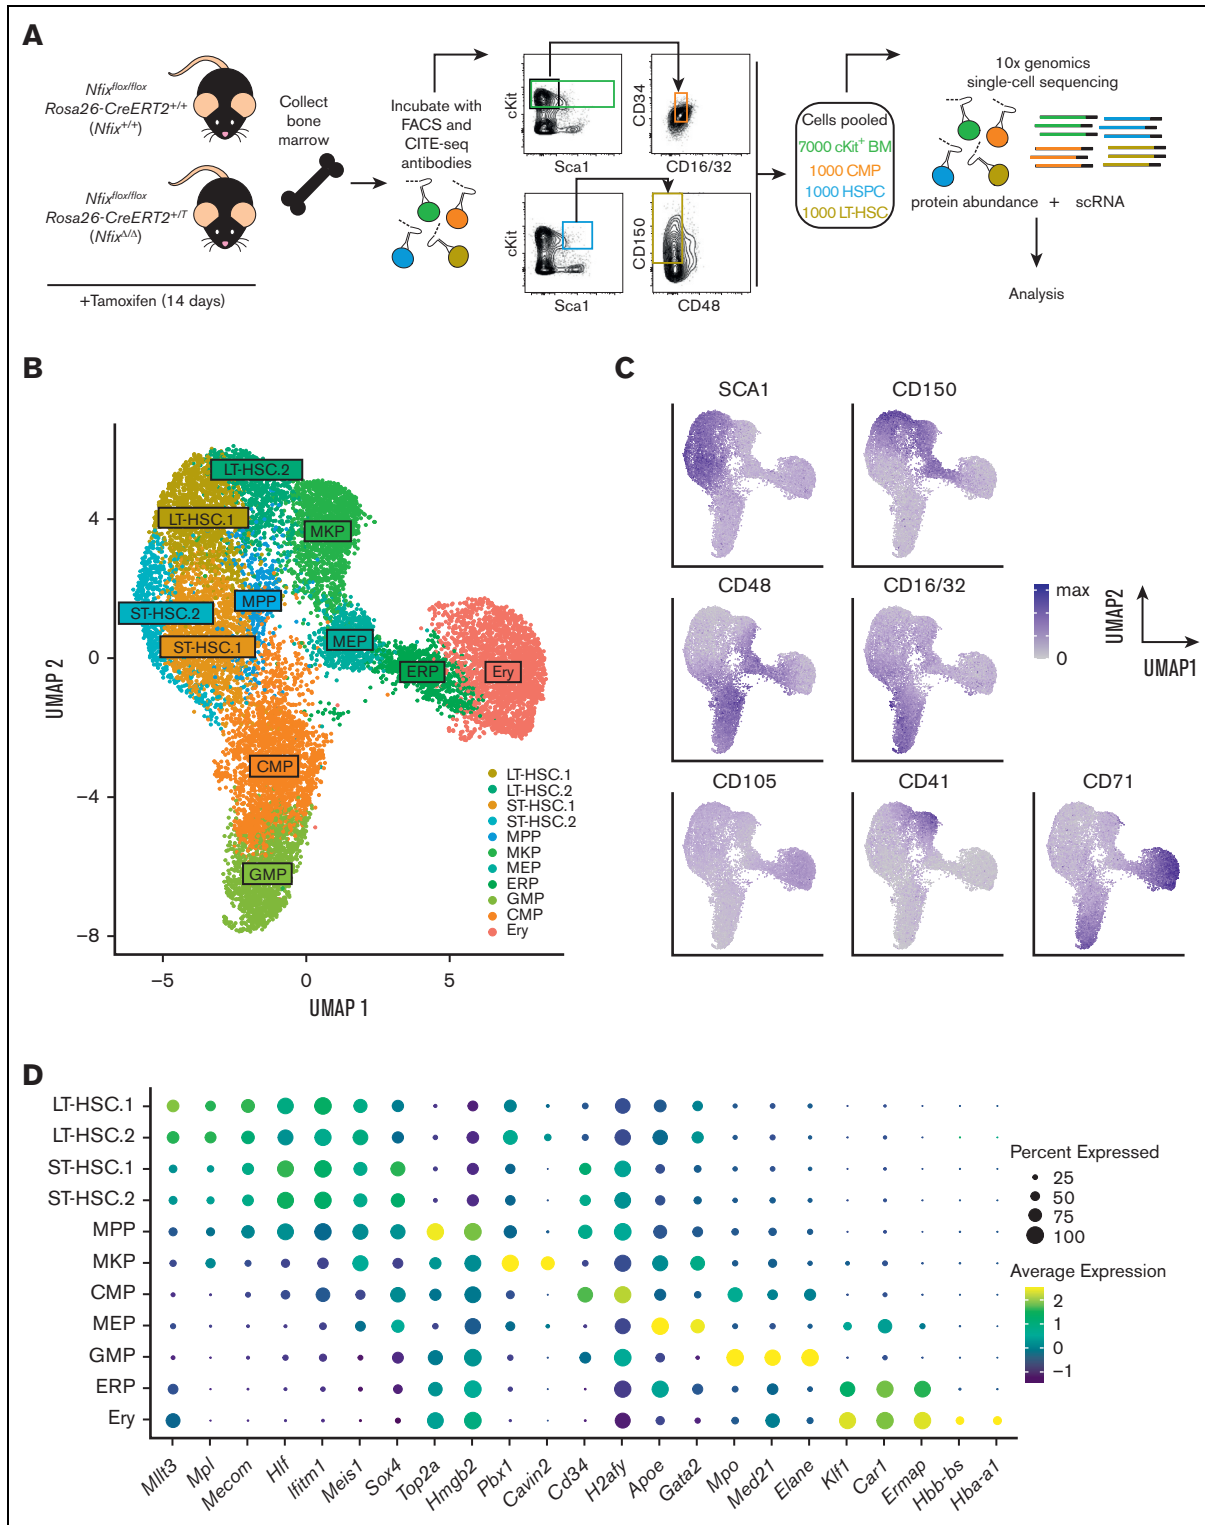 A
Nfix^flox/flox
Rosa26-CreERT2^+/+
(Nfix^+/+)
Nfix^flox/flox
Rosa26-CreERT2^+/T
(Nfix^Δ/Δ)
+Tamoxifen (14 days)
Collect
bone
marrow
Incubate with
FACS and
CITE-seq
antibodies
cKit
Sca1
CD34
CD16/32
cKit
Sca1
CD150
CD48
Cells pooled
7000 cKit⁺ BM
1000 CMP
1000 HSPC
1000 LT-HSC
10x genomics
single-cell sequencing
protein abundance + scRNA
Analysis
B
UMAP 2
4
0
−4
−8
−5
0
5
UMAP 1
LT-HSC.2
LT-HSC.1
MKP
MPP
ST-HSC.2
ST-HSC.1
MEP
ERP
Ery
CMP
GMP
LT-HSC.1
LT-HSC.2
ST-HSC.1
ST-HSC.2
MPP
MKP
MEP
ERP
GMP
CMP
Ery
C
SCA1
CD150
CD48
CD16/32
CD105
CD41
CD71
max
0
UMAP2
UMAP1
D
LT-HSC.1
LT-HSC.2
ST-HSC.1
ST-HSC.2
MPP
MKP
CMP
MEP
GMP
ERP
Ery
Mllt3
Mpl
Mecom
Hlf
Ifitm1
Meis1
Sox4
Top2a
Hmgb2
Pbx1
Cavin2
Cd34
H2afy
Apoe
Gata2
Mpo
Med21
Elane
Klf1
Car1
Ermap
Hbb-bs
Hba-a1
Percent Expressed
25
50
75
100
Average Expression
2
1
0
−1